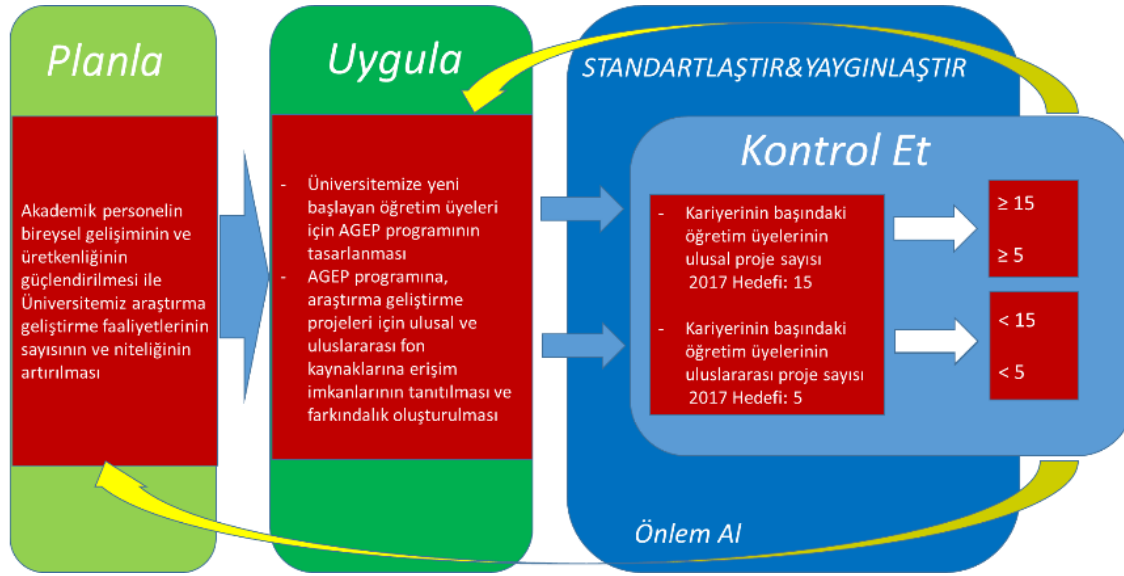 Planla
Akademik personelin
bireysel gelişiminin ve
üretkenliğinin
güçlendirilmesi ile
Üniversitemiz araştırma
geliştirme faaliyetlerinin
sayısının ve niteliğinin
artırılması
Uygula
- Üniversitemize yeni
başlayan öğretim üyeleri
için AGEP programının
tasarlanması
- AGEP programına,
araştırma geliştirme
projeleri için ulusal ve
uluslararası fon
kaynaklarına erişim
imkanlarının tanıtılması ve
farkındalık oluşturulması
STANDARTLAŞTIR&YAYGINLAŞTIR
Kontrol Et
- Kariyerinin başındaki
öğretim üyelerinin
ulusal proje sayısı
2017 Hedefi: 15
- Kariyerinin başındaki
öğretim üyelerinin
uluslararası proje sayısı
2017 Hedefi: 5
≥ 15
≥ 5
< 15
< 5
Önlem Al